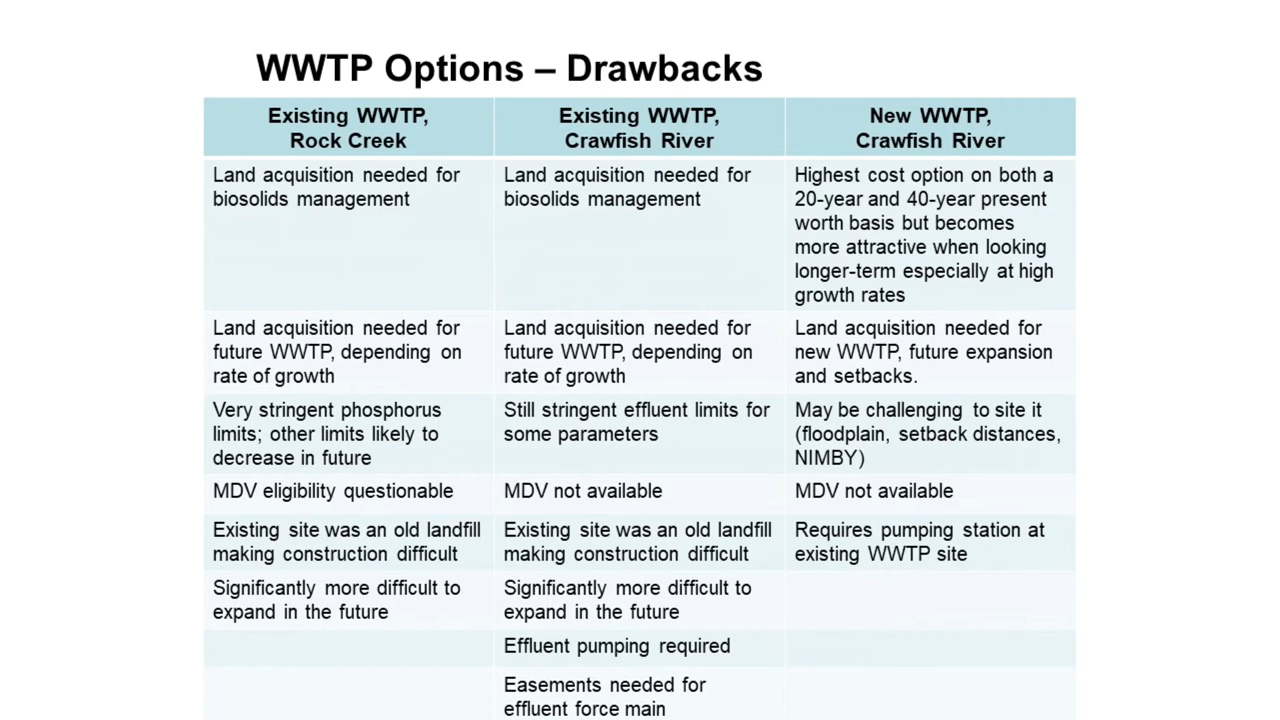 WWTP Options – Drawbacks
Existing WWTP,
Rock Creek
Existing WWTP,
Crawfish River
New WWTP,
Crawfish River
Land acquisition needed for
biosolids management
Land acquisition needed for
biosolids management
Highest cost option on both a
20-year and 40-year present
worth basis but becomes
more attractive when looking
longer-term especially at high
growth rates
Land acquisition needed for
future WWTP, depending on
rate of growth
Land acquisition needed for
future WWTP, depending on
rate of growth
Land acquisition needed for
new WWTP, future expansion
and setbacks.
Very stringent phosphorus
limits; other limits likely to
decrease in future
Still stringent effluent limits for
some parameters
May be challenging to site it
(floodplain, setback distances,
NIMBY)
MDV eligibility questionable
MDV not available
MDV not available
Existing site was an old landfill
making construction difficult
Existing site was an old landfill
making construction difficult
Requires pumping station at
existing WWTP site
Significantly more difficult to
expand in the future
Significantly more difficult to
expand in the future
Effluent pumping required
Easements needed for
effluent force main